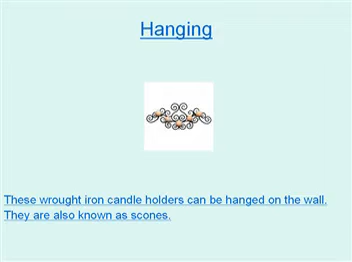 Hanging
These wrought iron candle holders can be hanged on the wall.
They are also known as scones.